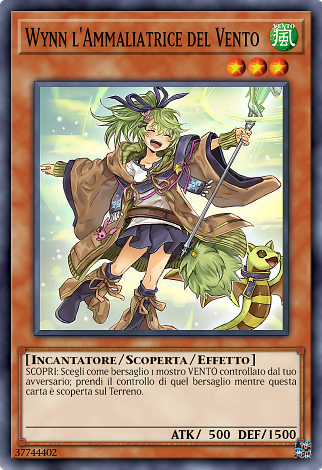 Wynn l'Ammaliatrice del Vento
VENTO
風
[Incantatore/Scoperta/Effetto]
SCOPRI: Scegli come bersaglio 1 mostro VENTO controllato dal tuo
avversario; prendi il controllo di quel bersaglio mentre questa
carta è scoperta sul Terreno.
ATK/ 500 DEF/1500
37744402